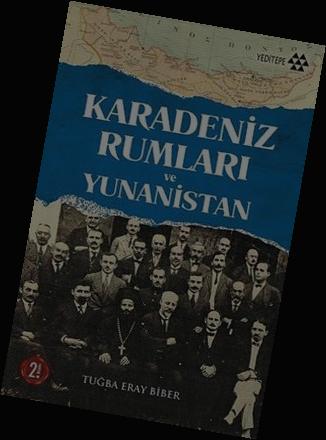 YEDİTEPE
KARADENİZ
RUMLARI
ve
YUNANİSTAN
2.
TUĞBA ERAY BİBER